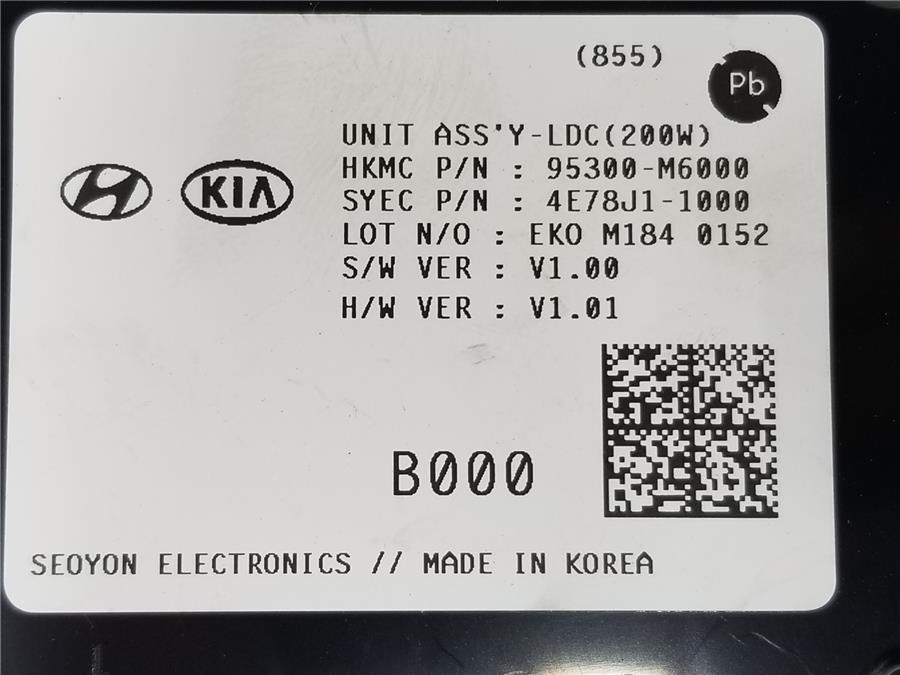 (855)
Pb
UNIT ASS'Y-LDC(200W)
HKMC P/N : 95300-M6000
KIA
SYEC P/N : 4E78J1-1000
LOT N/O : EKO M184 0152
S/W VER : V1.00
H/W VER : V1.01
B000
SEOYON ELECTRONICS // MADE IN KOREA